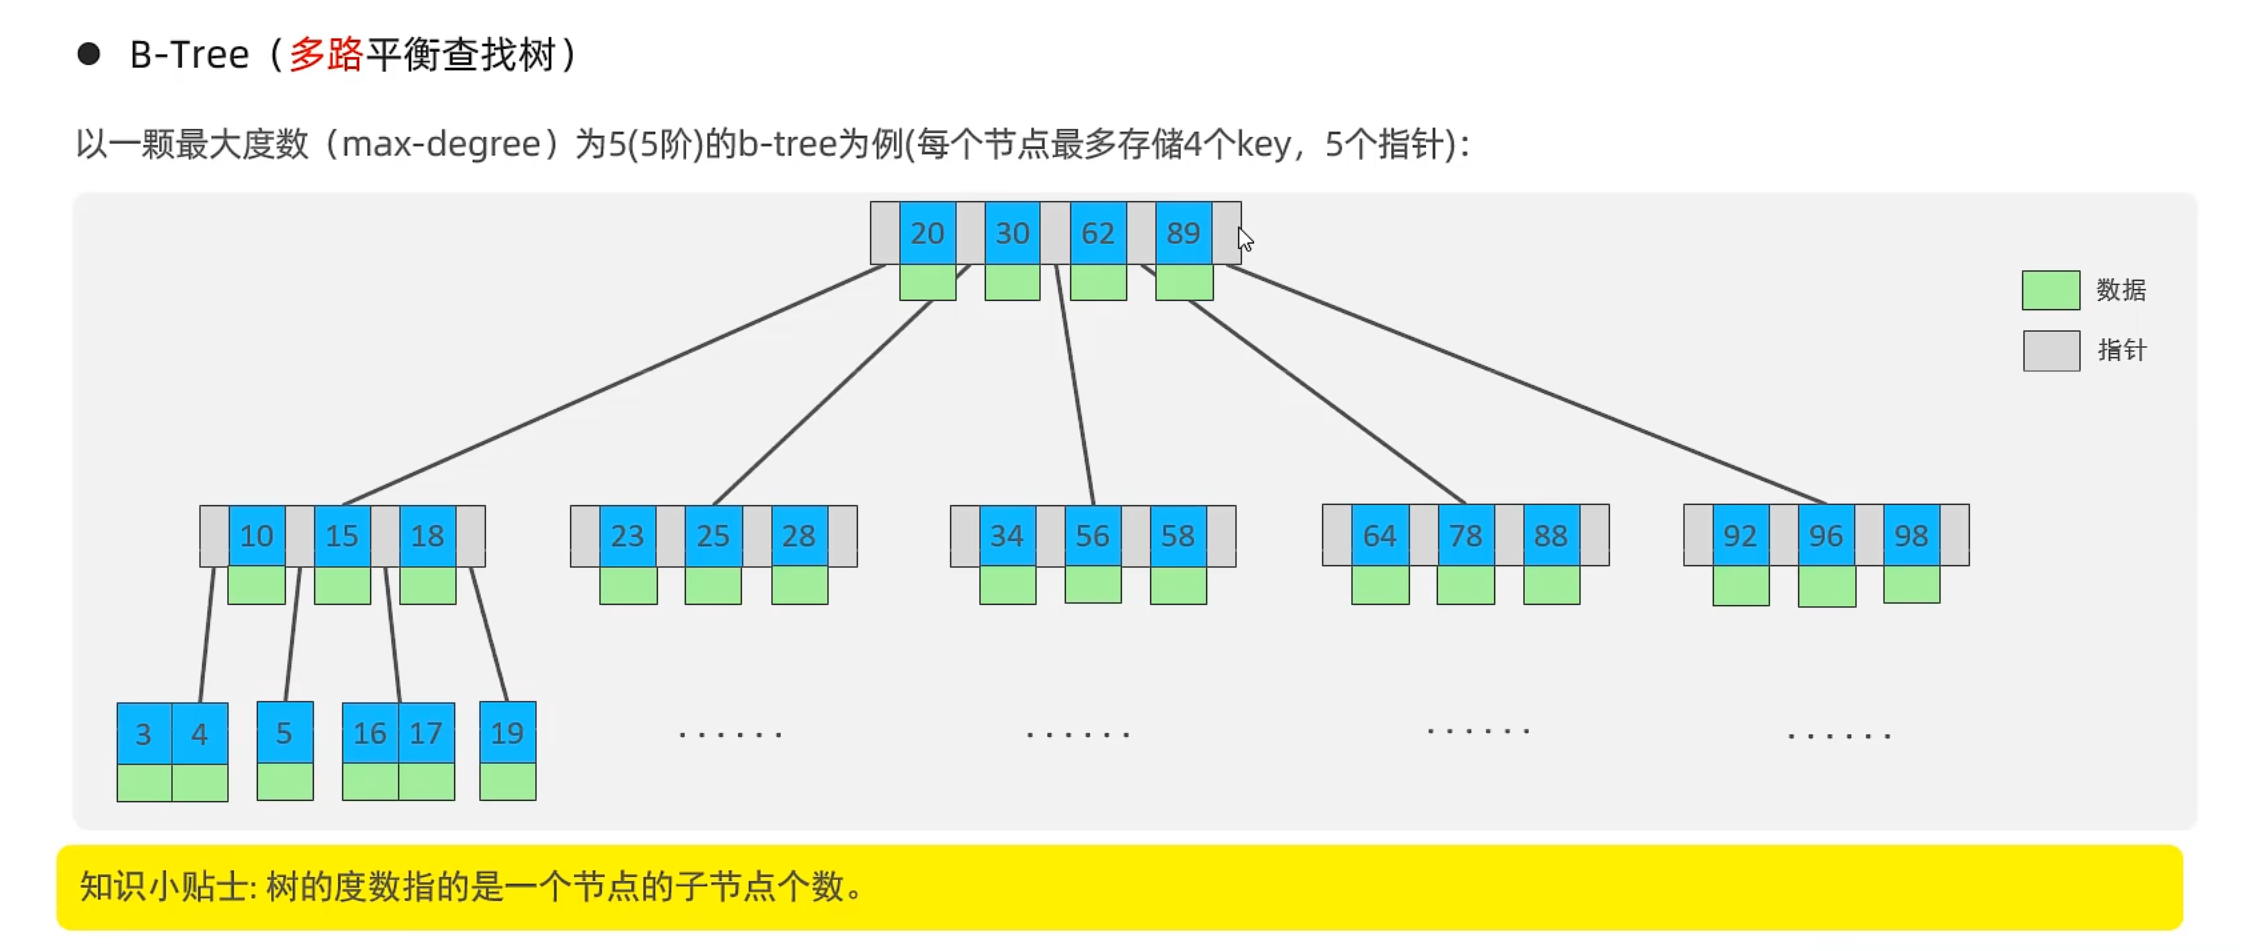 ● B-Tree（多路平衡查找树）
以一颗最大度数（max-degree）为5(5阶)的b-tree为例(每个节点最多存储4个key，5个指针)：
20 30 62 89
数据
指针
10 15 18 23 25 28 34 56 58 64 78 88 92 96 98
3 4 5 16 17 19 ...... ...... ...... ......
知识小贴士: 树的度数指的是一个节点的子节点个数。